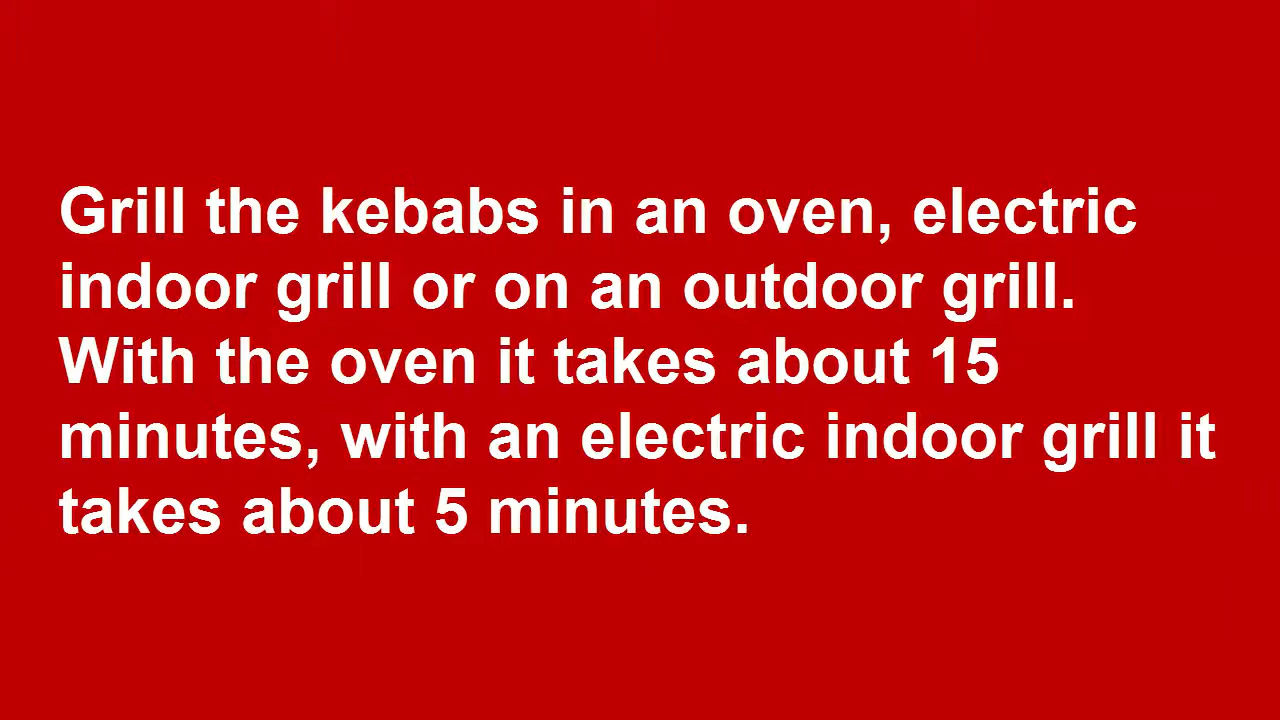 Grill the kebabs in an oven, electric
indoor grill or on an outdoor grill.
With the oven it takes about 15
minutes, with an electric indoor grill it
takes about 5 minutes.